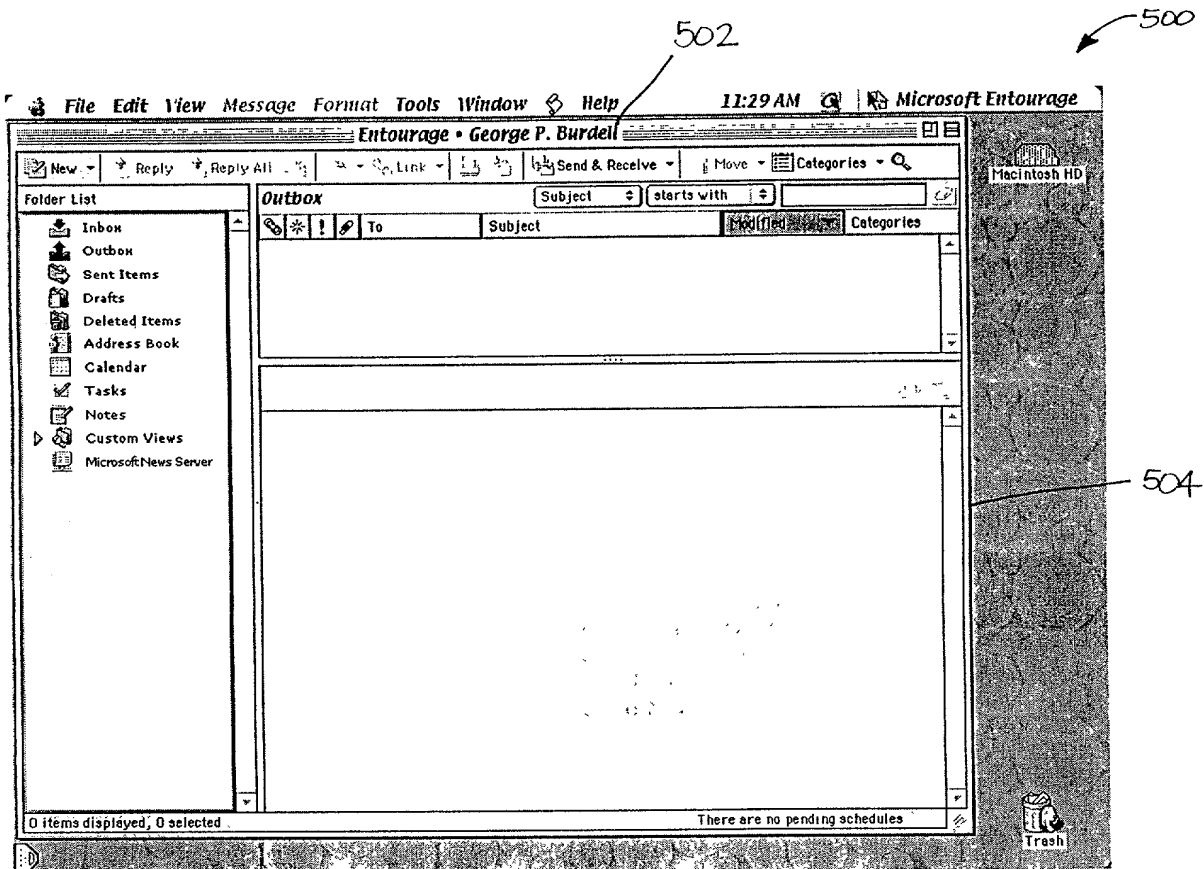 500
502
File Edit View Message Format Tools Window Help 11:29 AM Microsoft Entourage
Entourage • George P. Burdell
New Reply Reply All Link Send & Receive Move Categories
Macintosh HD
Folder List
Outbox Subject starts with
To Subject Modified Categories
Inbox
Outbox
Sent Items
Drafts
Deleted Items
Address Book
Calendar
Tasks
Notes
Custom Views
Microsoft News Server
504
0 items displayed, 0 selected
There are no pending schedules
Trash